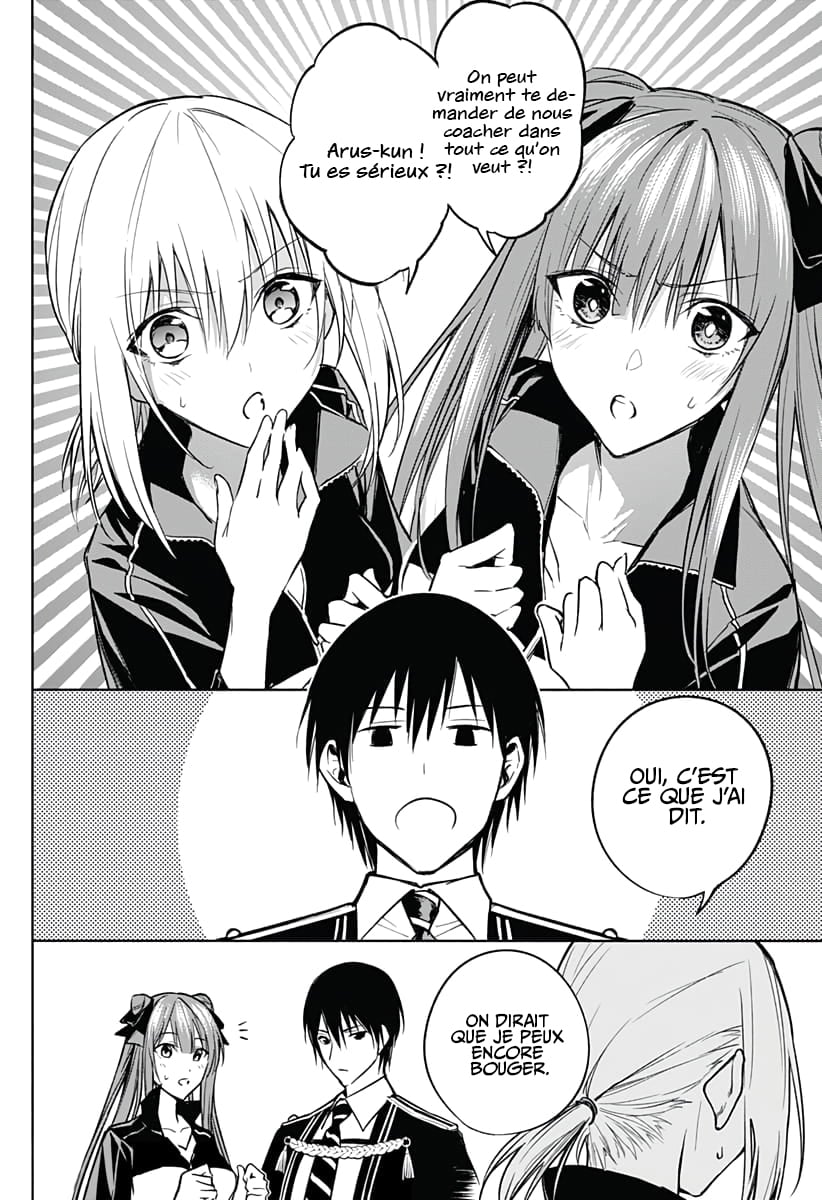 On peut
vraiment te de-
mander de nous
coacher dans
tout ce qu'on
veut ?!
Arus-kun !
Tu es sérieux ?!
OUI, C'EST
CE QUE J'AI
DIT.
ON DIRAIT
QUE JE PEUX
ENCORE
BOUGER.